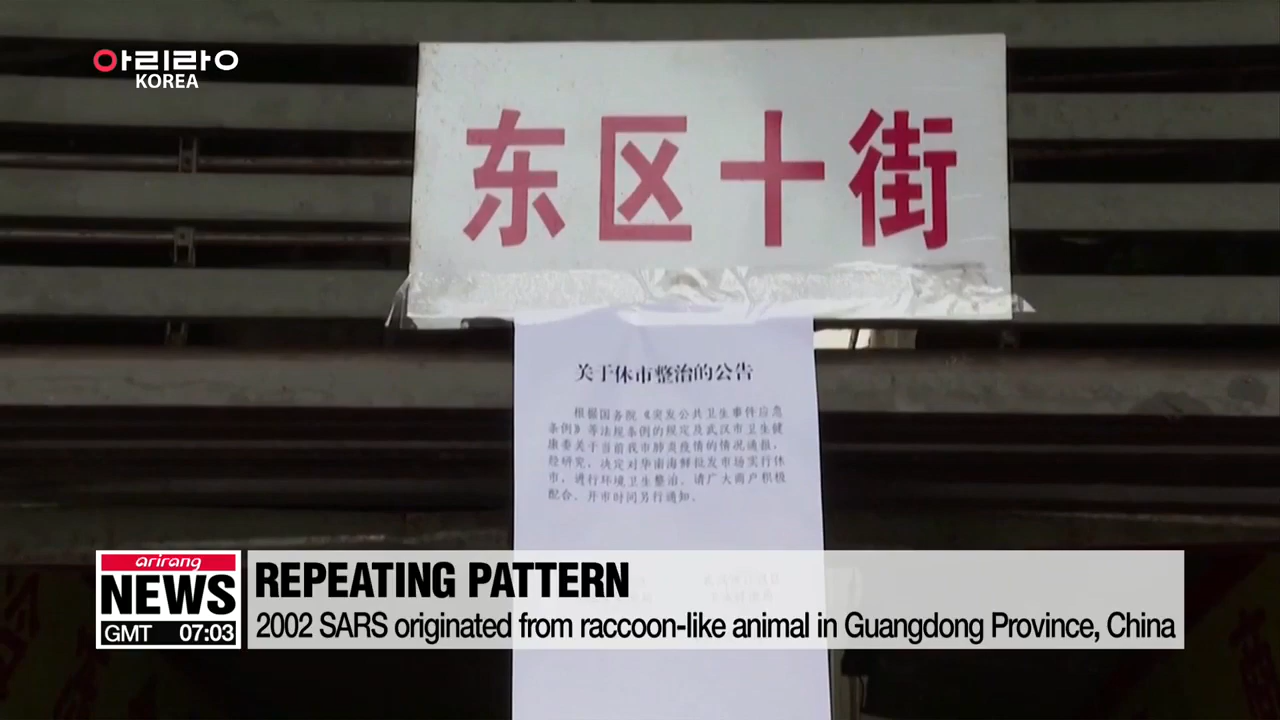 아리랑
KOREA
东区十街
关于休市整治的公告
根据国务院《突发公共卫生事件应急
条例》等法规条例的规定及武汉市卫生健
康委关于当前我市肺炎疫情的情况通报，
经研究，决定对华南海鲜批发市场实行休
市，进行环境卫生整治。请广大商户积极
配合。开市时间另行通知。
arirang
NEWS
GMT 07:03
REPEATING PATTERN
2002 SARS originated from raccoon-like animal in Guangdong Province, China